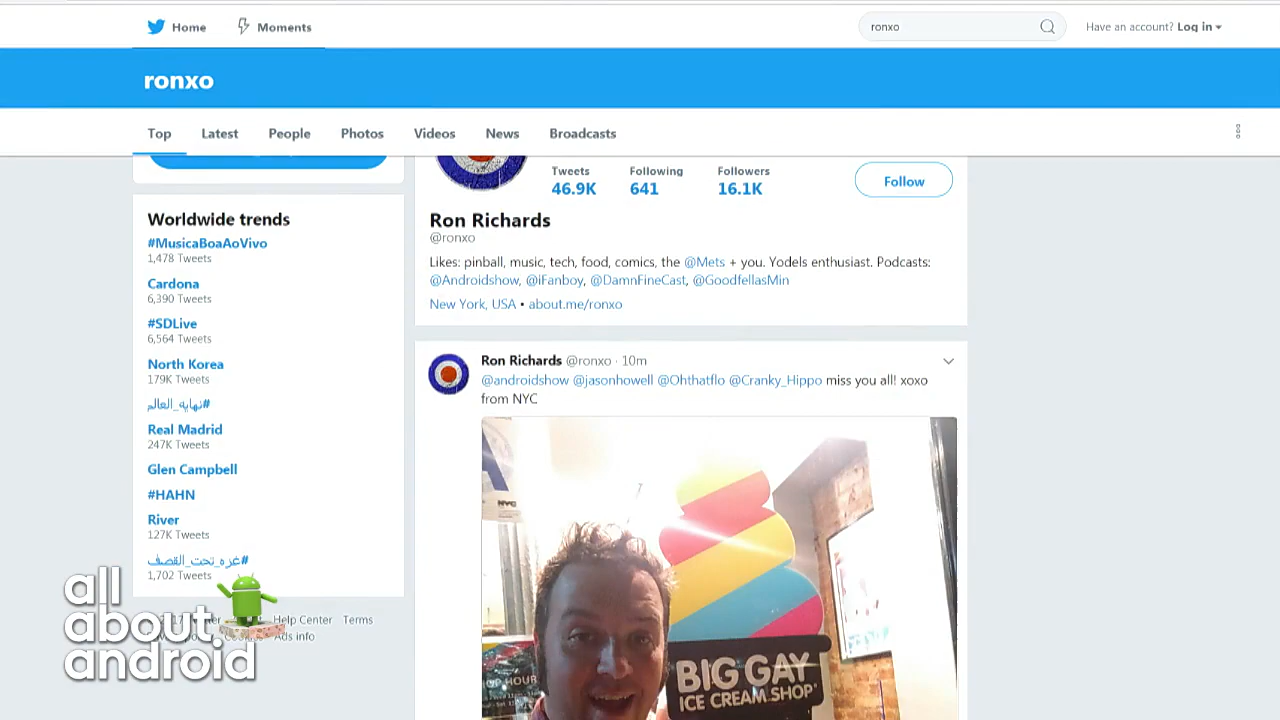 Home Moments ronxo Have an account? Log in
ronxo
Top Latest People Photos Videos News Broadcasts
Tweets Following Followers
46.9K 641 16.1K Follow
Ron Richards
@ronxo
Likes: pinball, music, tech, food, comics, the @Mets + you. Yodels enthusiast. Podcasts:
@Androidshow, @iFanboy, @DamnFineCast, @GoodfellasMin
New York, USA • about.me/ronxo
Worldwide trends
#MusicaBoaAoVivo
1,478 Tweets
Cardona
6,390 Tweets
#SDLive
6,564 Tweets
North Korea
179K Tweets
#نهايه_العالم
Real Madrid
247K Tweets
Glen Campbell
#HAHN
River
127K Tweets
#غزه_تحت_القصف
1,702 Tweets
Help Center Terms
Ads info
all
about
android
Ron Richards @ronxo · 10m
@androidshow @jasonhowell @Ohthatflo @Cranky_Hippo miss you all! xoxo
from NYC
A
NYC
HOUR
BIG GAY
ICE CREAM SHOP